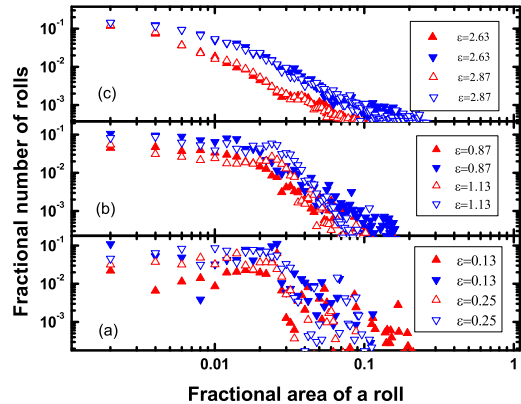 Fractional number of rolls
10⁻¹
10⁻²
10⁻³
(c)
ε=2.63
ε=2.63
ε=2.87
ε=2.87
10⁻¹
10⁻²
10⁻³
(b)
ε=0.87
ε=0.87
ε=1.13
ε=1.13
10⁻¹
10⁻²
10⁻³
(a)
ε=0.13
ε=0.13
ε=0.25
ε=0.25
0.01 0.1 1
Fractional area of a roll